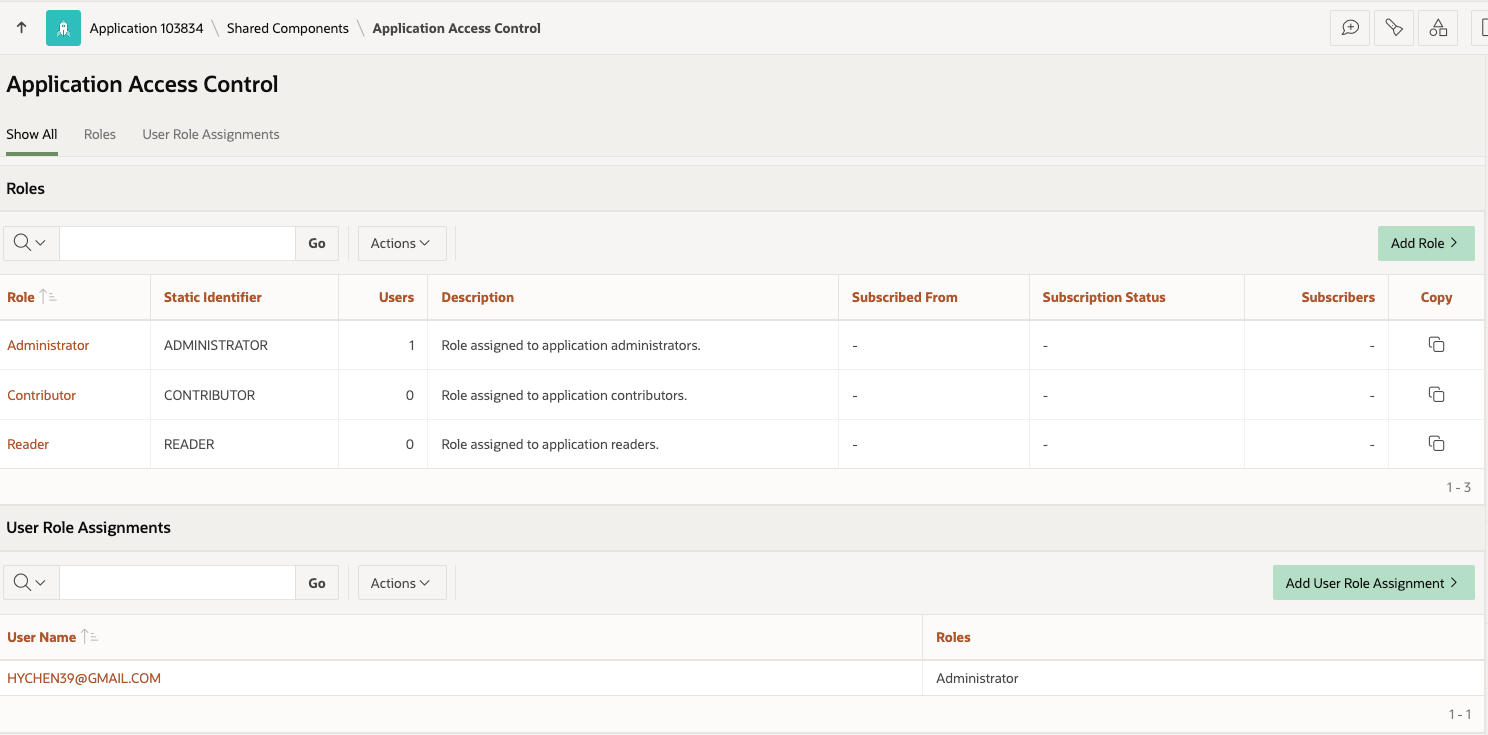 Application 103834 \ Shared Components \ Application Access Control
Application Access Control
Show All Roles User Role Assignments
Roles
Go Actions Add Role
Role Static Identifier Users Description Subscribed From Subscription Status Subscribers Copy
Administrator ADMINISTRATOR 1 Role assigned to application administrators. - - -
Contributor CONTRIBUTOR 0 Role assigned to application contributors. - - -
Reader READER 0 Role assigned to application readers. - - -
1 - 3
User Role Assignments
Go Actions Add User Role Assignment
User Name Roles
HYCHEN39@GMAIL.COM Administrator
1 - 1